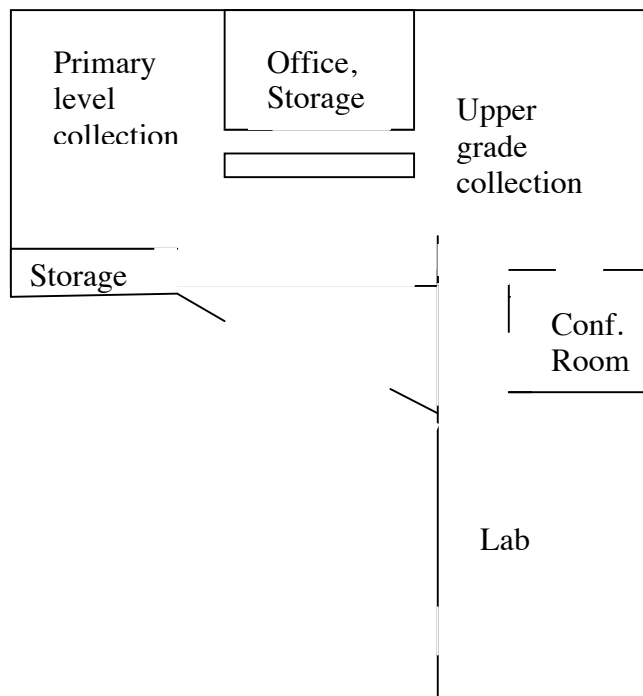 Primary
level
collection
Office,
Storage
Upper
grade
collection
Storage
Conf.
Room
Lab